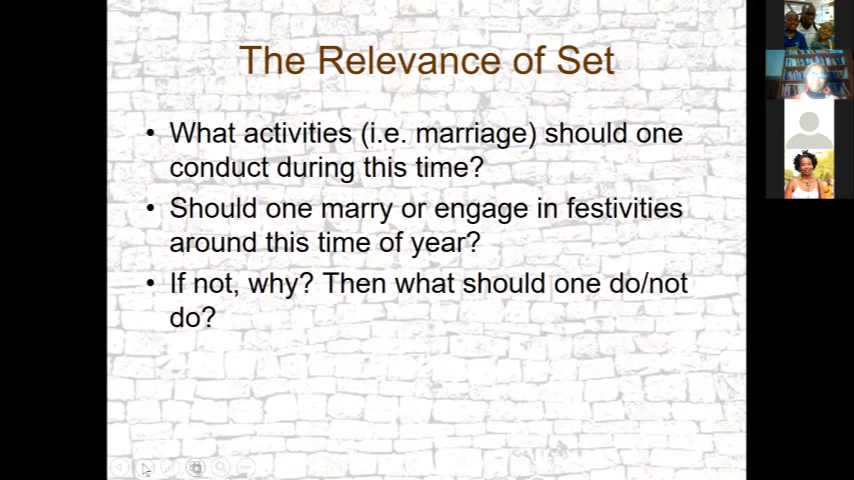 The Relevance of Set
• What activities (i.e. marriage) should one
conduct during this time?
• Should one marry or engage in festivities
around this time of year?
• If not, why? Then what should one do/not
do?